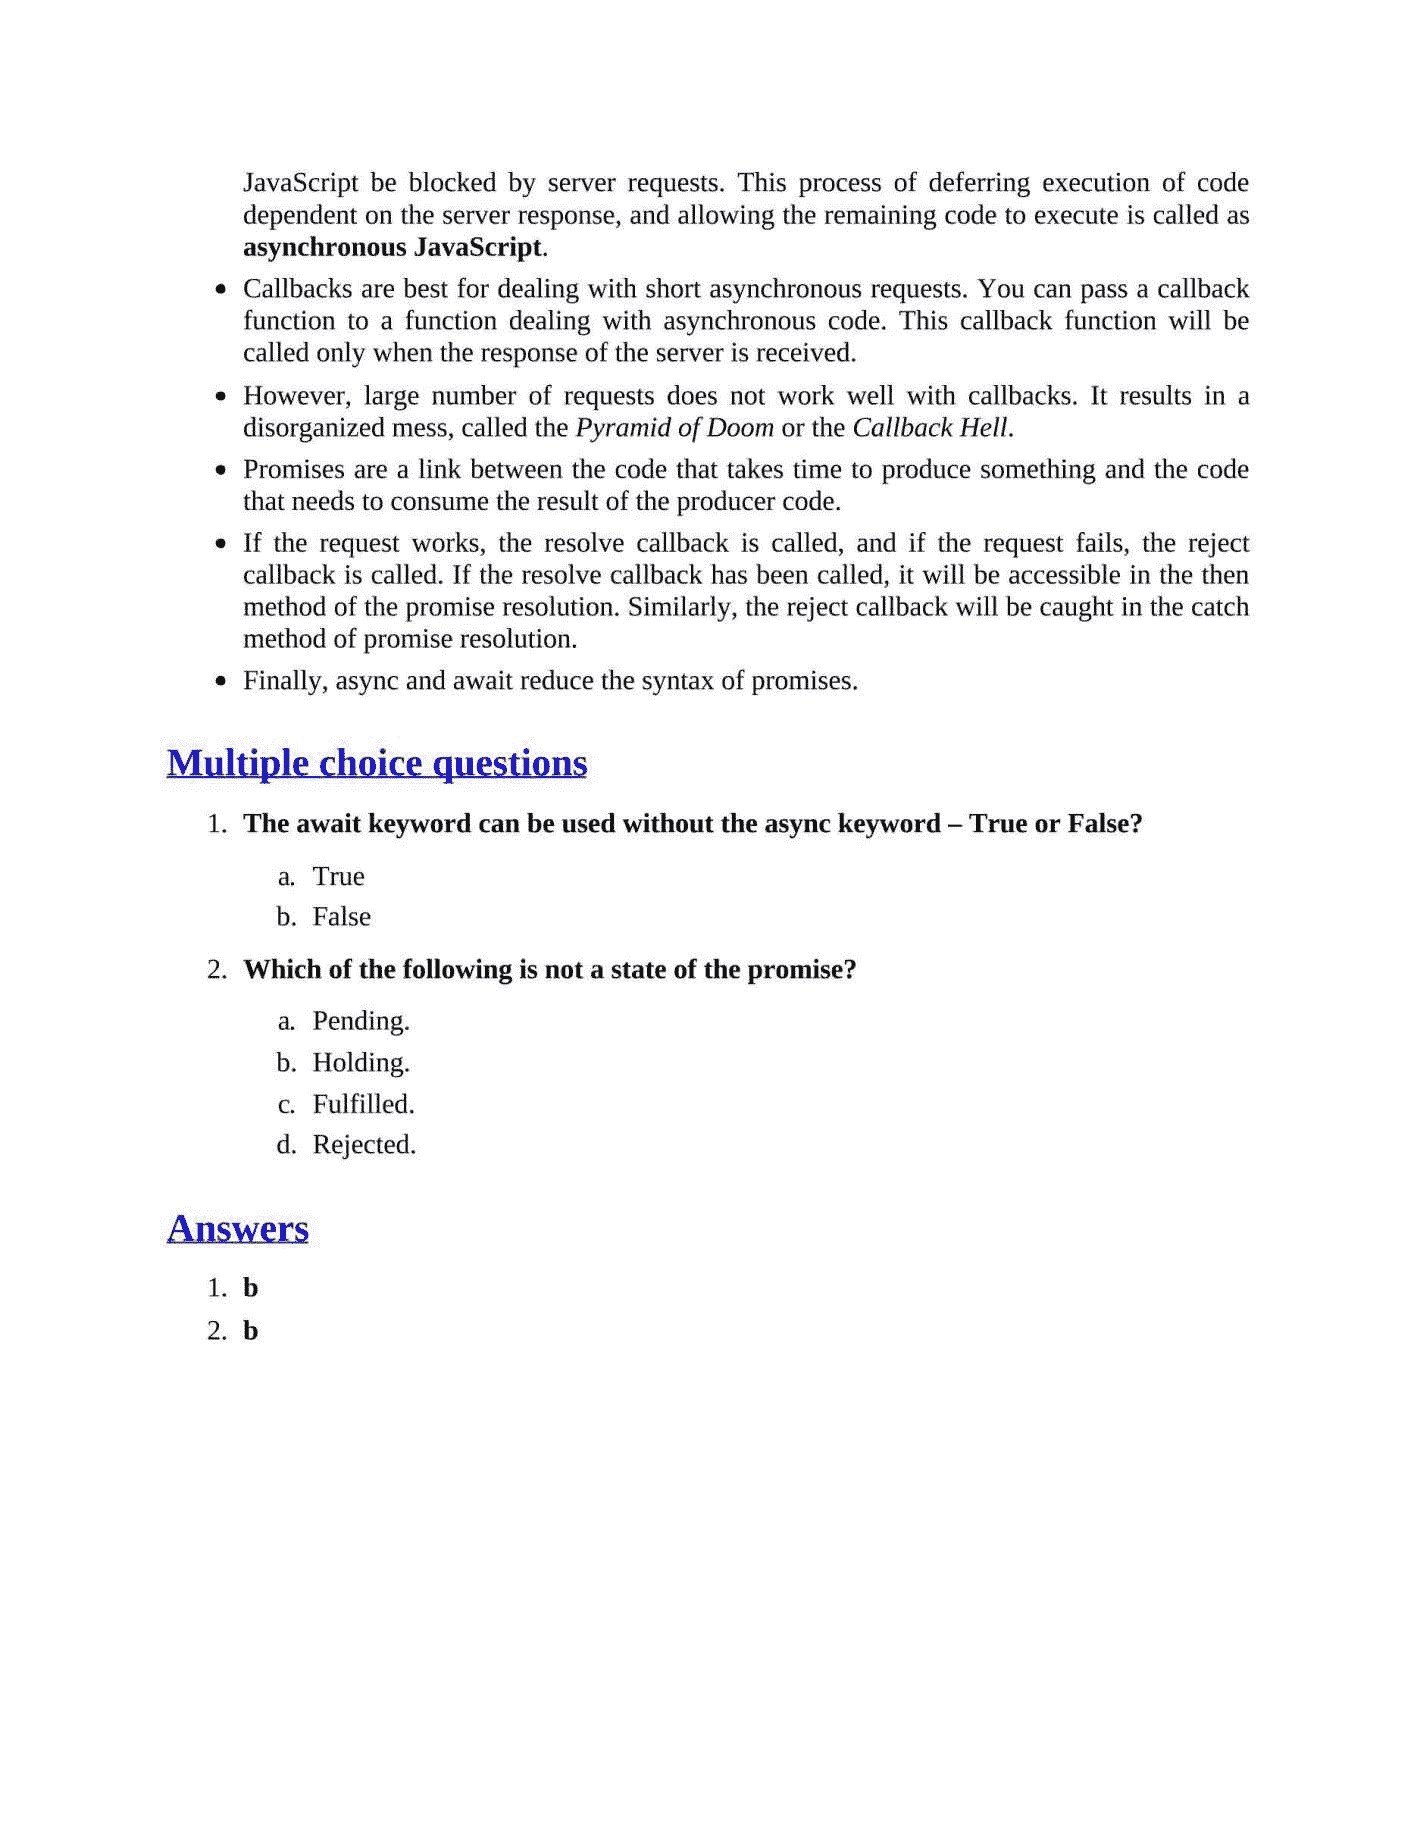 JavaScript be blocked by server requests. This process of deferring execution of code
dependent on the server response, and allowing the remaining code to execute is called as
asynchronous JavaScript.
• Callbacks are best for dealing with short asynchronous requests. You can pass a callback
function to a function dealing with asynchronous code. This callback function will be
called only when the response of the server is received.
• However, large number of requests does not work well with callbacks. It results in a
disorganized mess, called the Pyramid of Doom or the Callback Hell.
• Promises are a link between the code that takes time to produce something and the code
that needs to consume the result of the producer code.
• If the request works, the resolve callback is called, and if the request fails, the reject
callback is called. If the resolve callback has been called, it will be accessible in the then
method of the promise resolution. Similarly, the reject callback will be caught in the catch
method of promise resolution.
• Finally, async and await reduce the syntax of promises.
Multiple choice questions
1. The await keyword can be used without the async keyword – True or False?
a. True
b. False
2. Which of the following is not a state of the promise?
a. Pending.
b. Holding.
c. Fulfilled.
d. Rejected.
Answers
1. b
2. b